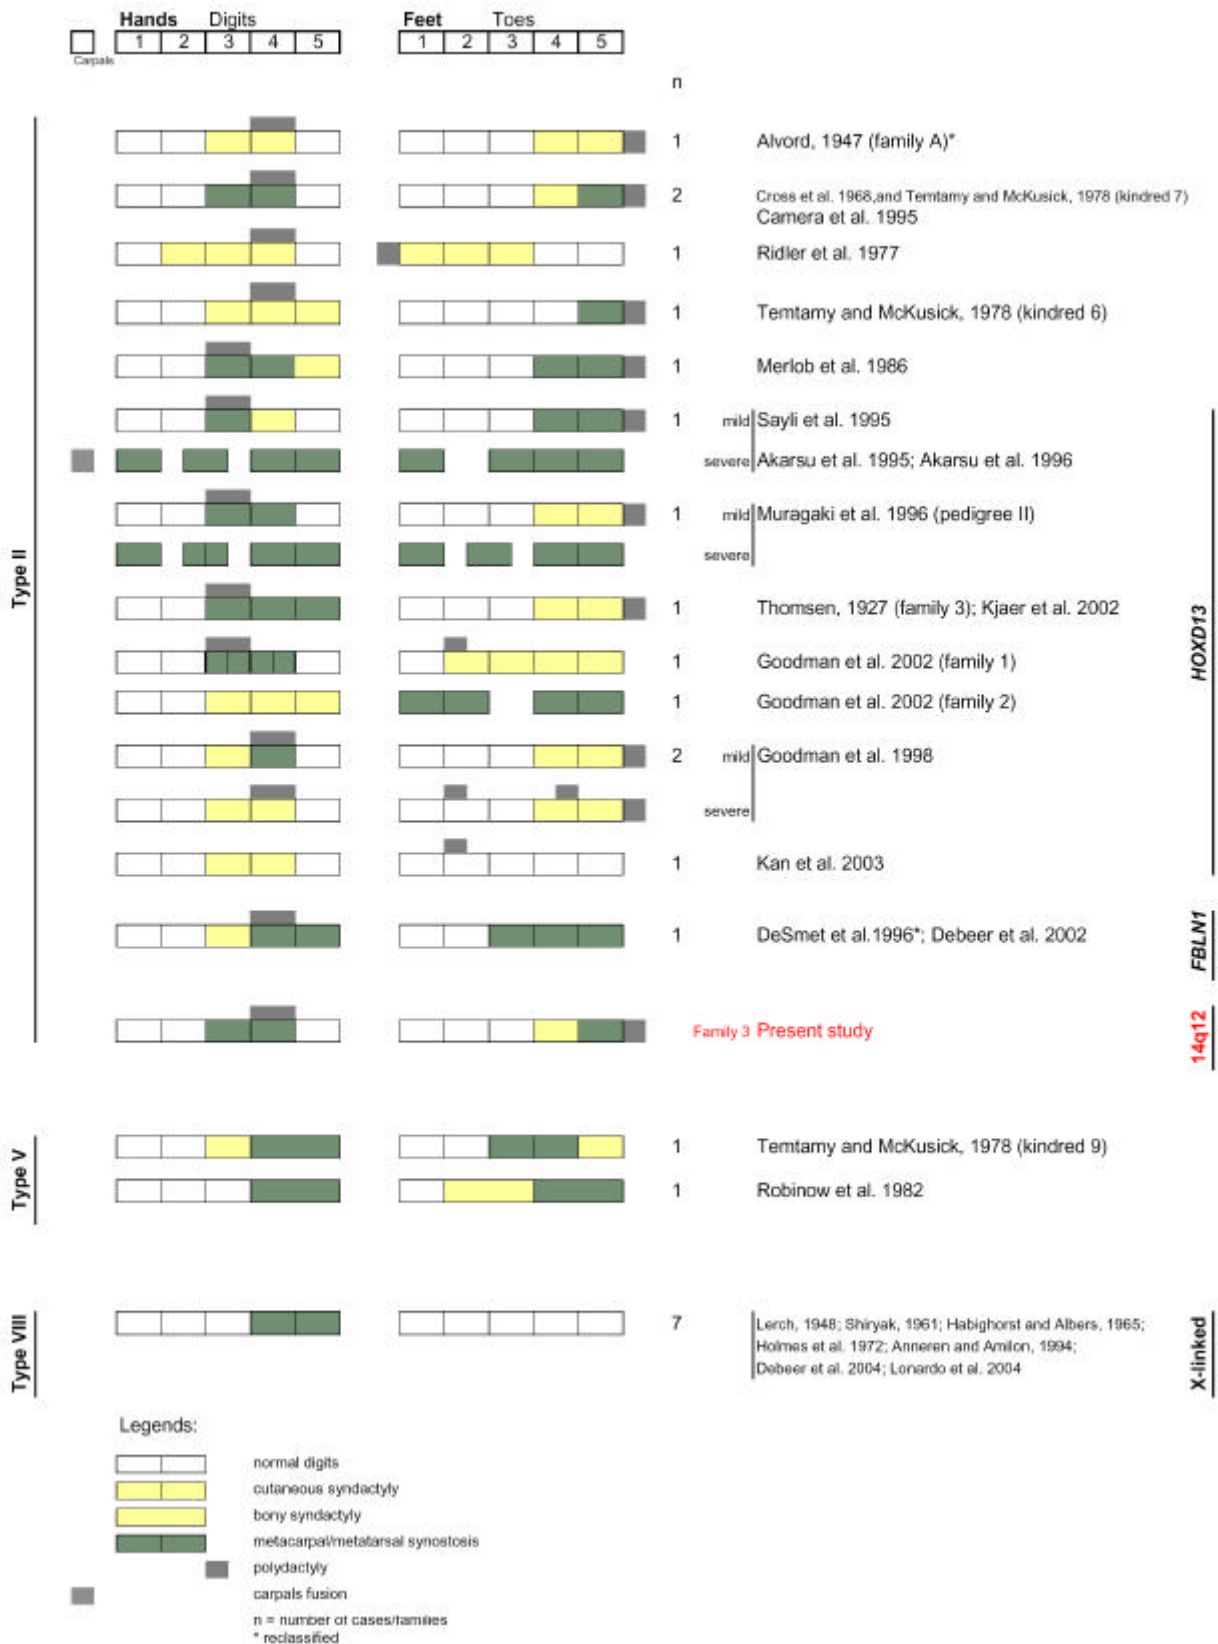 Hands Digits Feet Toes
1 2 3 4 5 1 2 3 4 5
Carpals
n
Type II
1 Alvord, 1947 (family A)*
2 Cross et al. 1968,and Temtamy and McKusick, 1978 (kindred 7)
Camera et al. 1995
1 Ridler et al. 1977
1 Temtamy and McKusick, 1978 (kindred 6)
1 Merlob et al. 1986
HOXD13
1 mild Sayli et al. 1995
severe Akarsu et al. 1995; Akarsu et al. 1996
1 mild Muragaki et al. 1996 (pedigree II)
severe
1 Thomsen, 1927 (family 3); Kjaer et al. 2002
1 Goodman et al. 2002 (family 1)
1 Goodman et al. 2002 (family 2)
2 mild Goodman et al. 1998
severe
1 Kan et al. 2003
FBLN1
1 DeSmet et al.1996*; Debeer et al. 2002
14q12
Family 3 Present study
Type V
1 Temtamy and McKusick, 1978 (kindred 9)
1 Robinow et al. 1982
Type VIII
X-linked
7 Lerch, 1948; Shiryak, 1961; Habighorst and Albers, 1965;
Holmes et al. 1972; Anneren and Amilon, 1994;
Debeer et al. 2004; Lonardo et al. 2004
Legends:
normal digits
cutaneous syndactyly
bony syndactyly
metacarpal/metatarsal synostosis
polydactyly
carpals fusion
n = number of cases/families
* reclassified